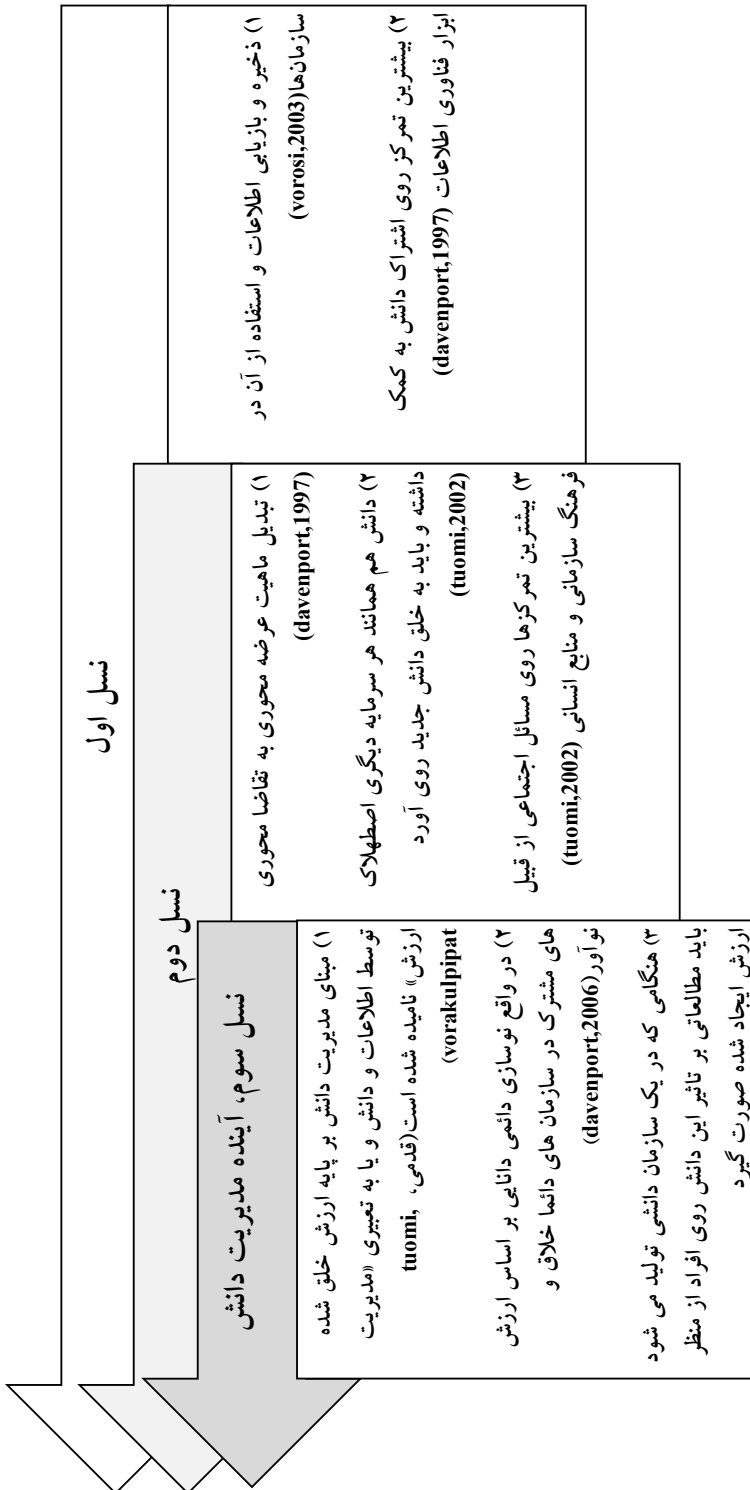 نسل اول
۱) ذخیره و بازیابی اطلاعات و استفاده از آن در
سازمان‌ها(vorosi,2003)
۲) بیشترین تمرکز روی اشتراک دانش به کمک
ابزار فناوری اطلاعات (davenport,1997)
نسل دوم
۱) تبدیل ماهیت عرضه محوری به تقاضا محوری
(davenport,1997)
۲) دانش هم همانند هر سرمایه دیگری اصطهلاک
داشته و باید به خلق دانش جدید روی آورد
(tuomi,2002)
۳) بیشترین تمرکزها روی مسائل اجتماعی از قبیل
فرهنگ سازمانی و منابع انسانی (tuomi,2002)
نسل سوم، آینده مدیریت دانش
۱) مبنای مدیریت دانش بر پایه ارزش خلق شده
توسط اطلاعات و دانش و یا به تعبیری «مدیریت
ارزش» نامیده شده است(قدمی، tuomi,
vorakulpipat)
۲) در واقع نوسازی دائمی دانایی بر اساس ارزش
های مشترک در سازمان های دائما خلاق و
نوآور(davenport,2006)
۳) هنگامی که در یک سازمان دانشی تولید می شود
باید مطالعاتی بر تاثیر این دانش روی افراد از منظر
ارزش ایجاد شده صورت گیرد